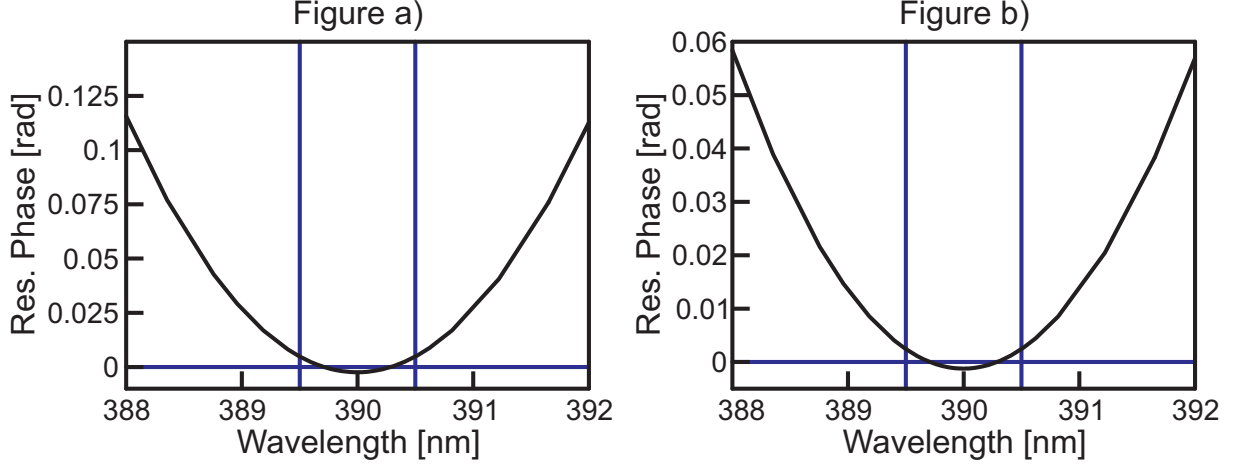 Figure a)
Res. Phase [rad]
0.125
0.1
0.075
0.05
0.025
0
388 389 390 391 392
Wavelength [nm]
Figure b)
Res. Phase [rad]
0.06
0.05
0.04
0.03
0.02
0.01
0
388 389 390 391 392
Wavelength [nm]